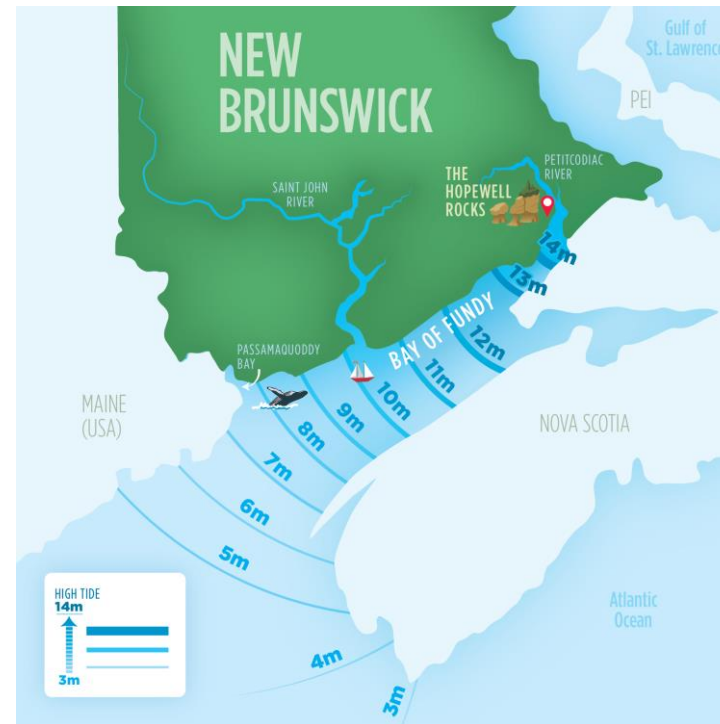 NEW
BRUNSWICK
Gulf of
St. Lawrence
PEI
PETITCODIAC
RIVER
THE
HOPEWELL
ROCKS
SAINT JOHN
RIVER
14m
13m
BAY OF FUNDY
12m
11m
10m
9m
8m
7m
6m
5m
4m
3m
PASSAMAQUODDY
BAY
MAINE
(USA)
NOVA SCOTIA
Atlantic
Ocean
HIGH TIDE
14m
3m